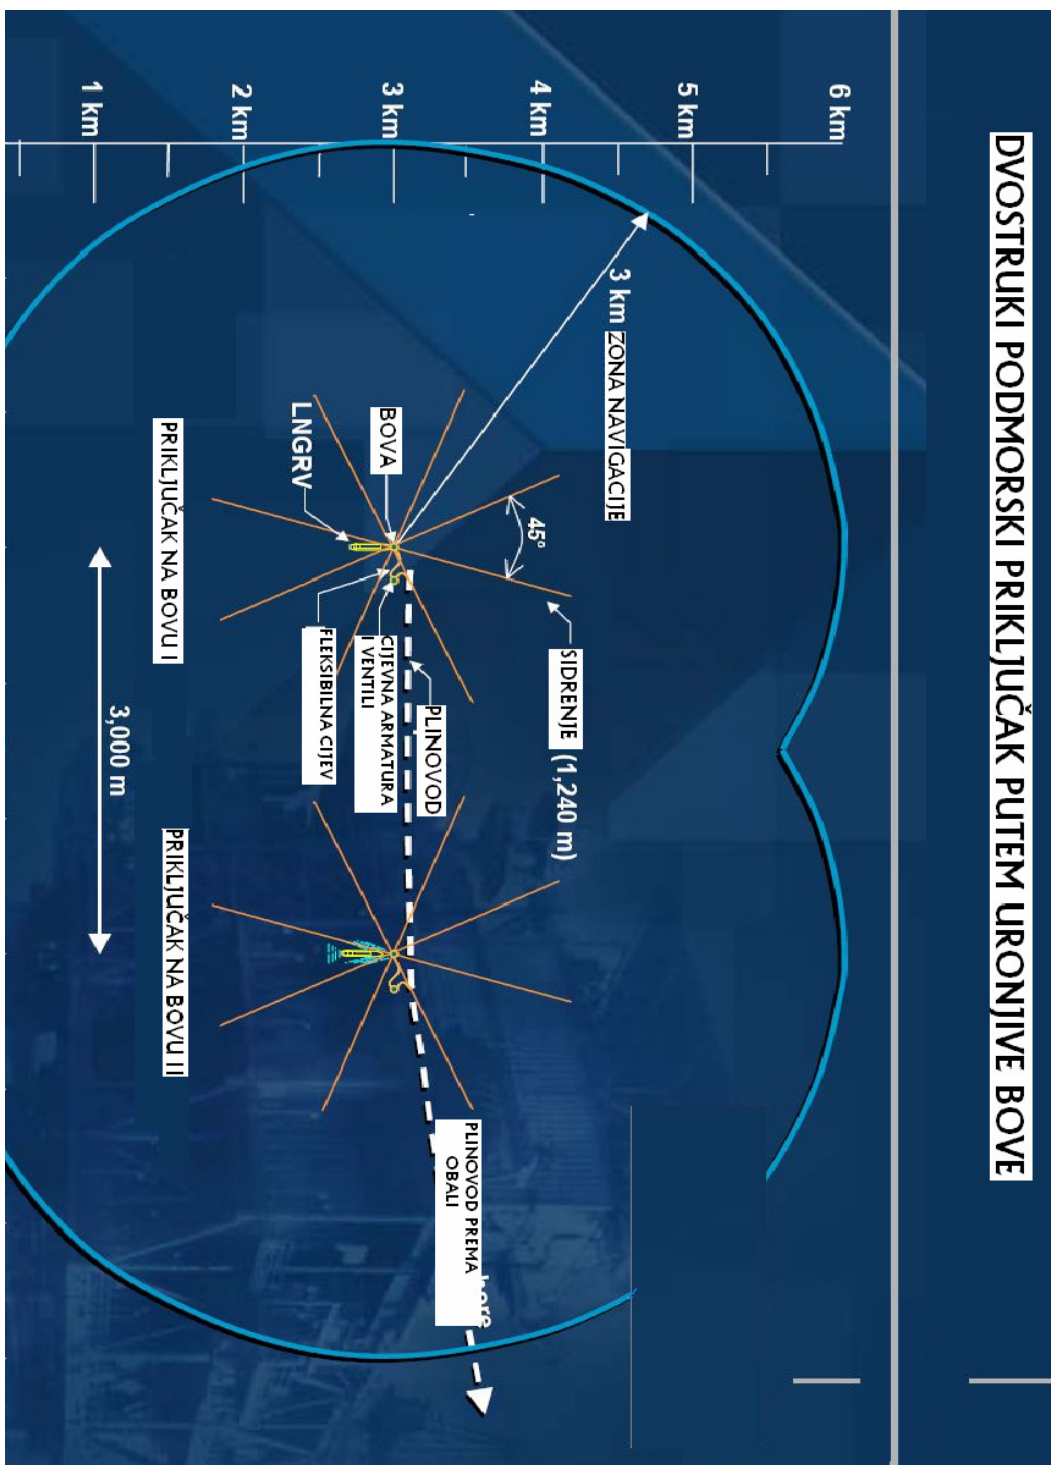 DVOSTRUKI PODMORSKI PRIKLJUČAK PUTEM URONJIVE BOVE
6 km
5 km
4 km
3 km
2 km
1 km
3 km ZONA NAVIGACIJE
45º
SIDRENJE (1,240 m)
BOVA
LNGRV
PLINOVOD
CIJEVNA ARMATURA
I VENTILI
FLEKSIBILNA CIJEV
PLINOVOD PREMA
OBALI
PRIKLJUČAK NA BOVU I
PRIKLJUČAK NA BOVU II
3,000 m